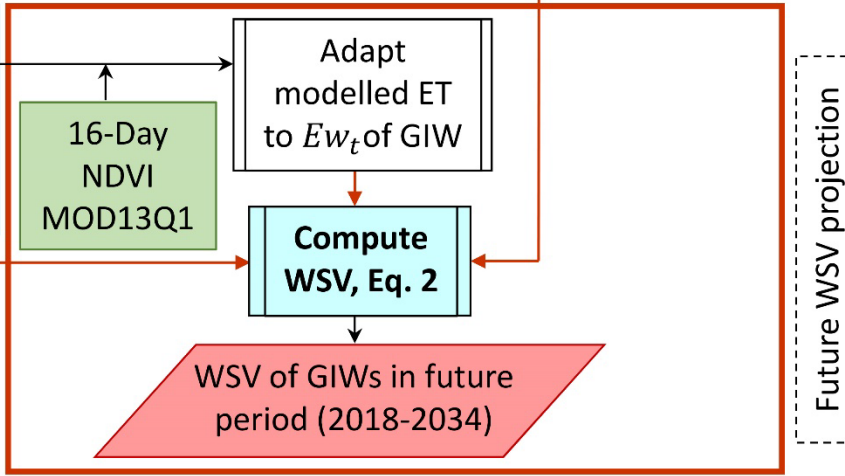 Adapt
modelled ET
to Ewₜ of GIW
16-Day
NDVI
MOD13Q1
Compute
WSV, Eq. 2
WSV of GIWs in future
period (2018-2034)
Future WSV projection